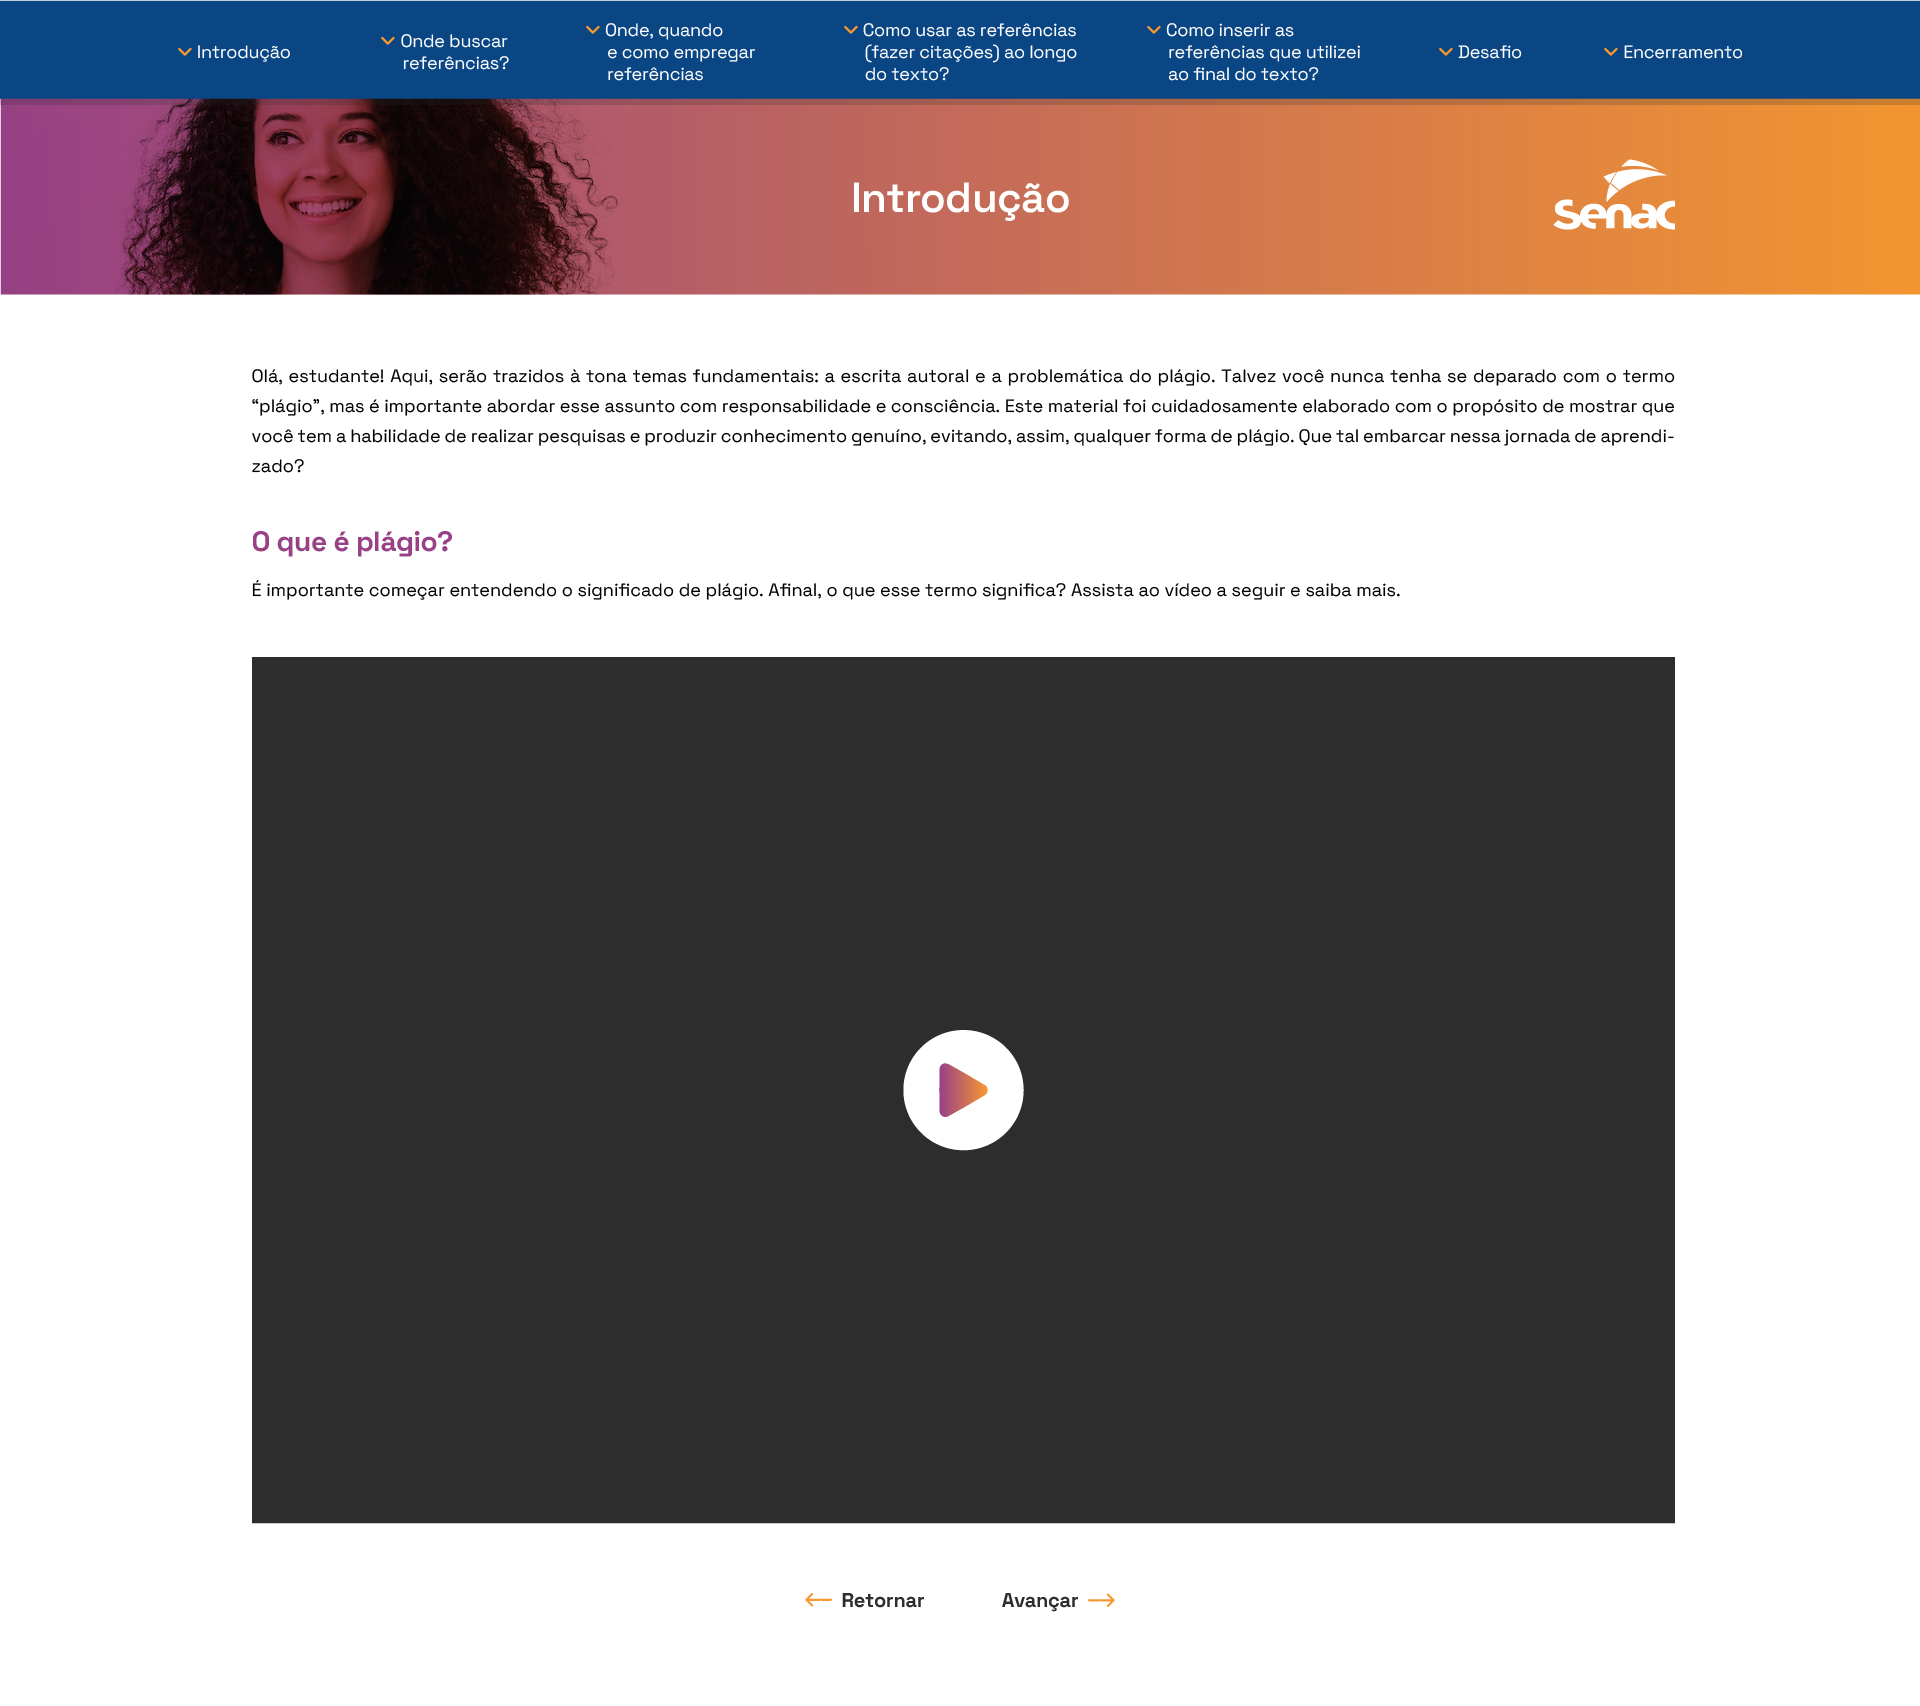 Introdução
Onde buscar
referências?
Onde, quando
e como empregar
referências
Como usar as referências
(fazer citações) ao longo
do texto?
Como inserir as
referências que utilizei
ao final do texto?
Desafio
Encerramento
Introdução
senac
Olá, estudante! Aqui, serão trazidos à tona temas fundamentais: a escrita autoral e a problemática do plágio. Talvez você nunca tenha se deparado com o termo
“plágio”, mas é importante abordar esse assunto com responsabilidade e consciência. Este material foi cuidadosamente elaborado com o propósito de mostrar que
você tem a habilidade de realizar pesquisas e produzir conhecimento genuíno, evitando, assim, qualquer forma de plágio. Que tal embarcar nessa jornada de aprendi-
zado?
O que é plágio?
É importante começar entendendo o significado de plágio. Afinal, o que esse termo significa? Assista ao vídeo a seguir e saiba mais.
Retornar
Avançar